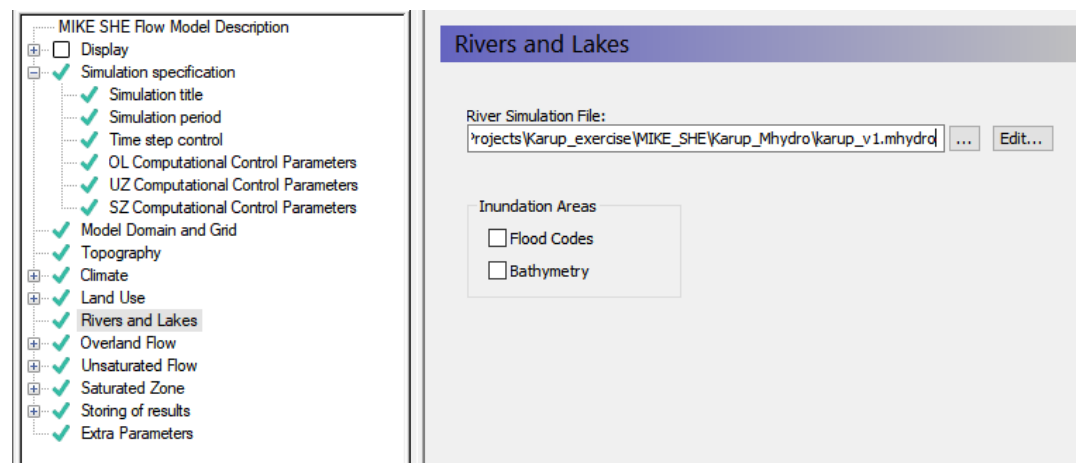 MIKE SHE Flow Model Description
Display
Simulation specification
Simulation title
Simulation period
Time step control
OL Computational Control Parameters
UZ Computational Control Parameters
SZ Computational Control Parameters
Model Domain and Grid
Topography
Climate
Land Use
Rivers and Lakes
Overland Flow
Unsaturated Flow
Saturated Zone
Storing of results
Extra Parameters
Rivers and Lakes
River Simulation File:
Projects\Karup_exercise\MIKE_SHE\Karup_Mhydro\karup_v1.mhydro ... Edit...
Inundation Areas
Flood Codes
Bathymetry